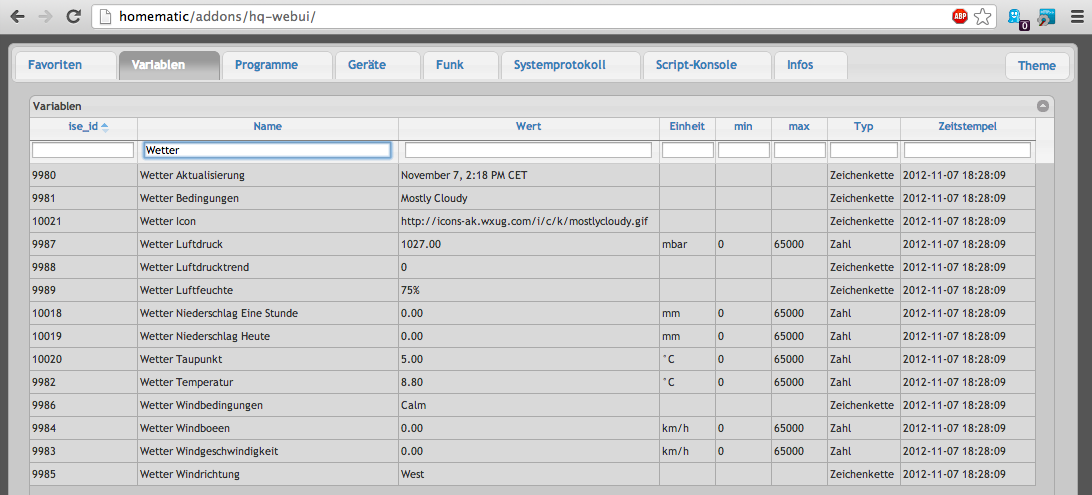 homematic/addons/hq-webui/
ABP
0
Favoriten Variablen Programme Geräte Funk Systemprotokoll Script-Konsole Infos Theme
Variablen
ise_id Name Wert Einheit min max Typ Zeitstempel
Wetter
9980 Wetter Aktualisierung November 7, 2:18 PM CET Zeichenkette 2012-11-07 18:28:09
9981 Wetter Bedingungen Mostly Cloudy Zeichenkette 2012-11-07 18:28:09
10021 Wetter Icon http://icons-ak.wxug.com/i/c/k/mostlycloudy.gif Zeichenkette 2012-11-07 18:28:09
9987 Wetter Luftdruck 1027.00 mbar 0 65000 Zahl 2012-11-07 18:28:09
9988 Wetter Luftdrucktrend 0 Zeichenkette 2012-11-07 18:28:09
9989 Wetter Luftfeuchte 75% Zeichenkette 2012-11-07 18:28:09
10018 Wetter Niederschlag Eine Stunde 0.00 mm 0 65000 Zahl 2012-11-07 18:28:09
10019 Wetter Niederschlag Heute 0.00 mm 0 65000 Zahl 2012-11-07 18:28:09
10020 Wetter Taupunkt 5.00 °C 0 65000 Zahl 2012-11-07 18:28:09
9982 Wetter Temperatur 8.80 °C 0 65000 Zahl 2012-11-07 18:28:09
9986 Wetter Windbedingungen Calm Zeichenkette 2012-11-07 18:28:09
9984 Wetter Windboeen 0.00 km/h 0 65000 Zahl 2012-11-07 18:28:09
9983 Wetter Windgeschwindigkeit 0.00 km/h 0 65000 Zahl 2012-11-07 18:28:09
9985 Wetter Windrichtung West Zeichenkette 2012-11-07 18:28:09